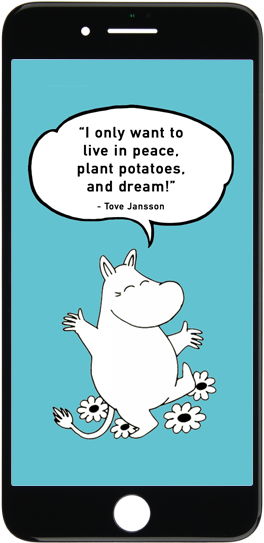 “I only want to
live in peace,
plant potatoes,
and dream!”
- Tove Jansson